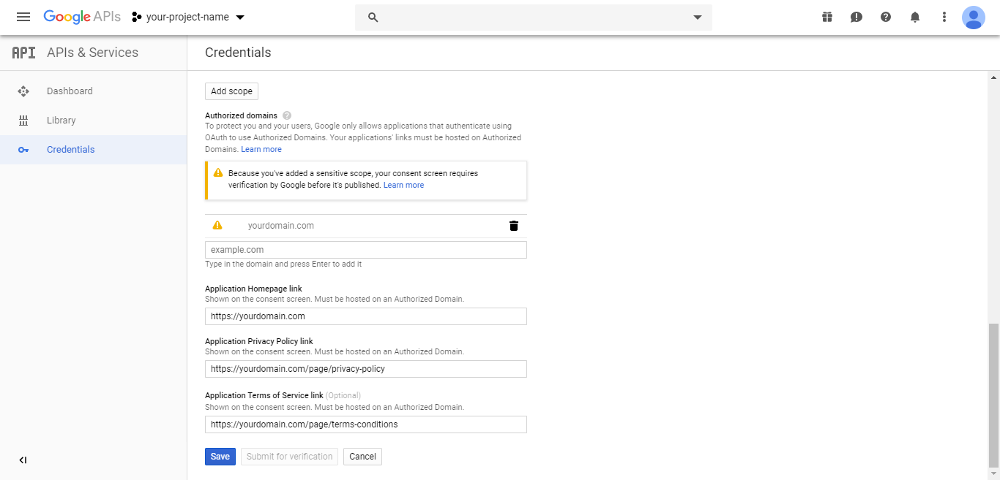 Google APIs your-project-name
API APIs & Services
Credentials
Dashboard
Library
Credentials
Add scope
Authorized domains ?
To protect you and your users, Google only allows applications that authenticate using
OAuth to use Authorized Domains. Your applications' links must be hosted on Authorized
Domains. Learn more
Because you've added a sensitive scope, your consent screen requires
verification by Google before it's published. Learn more
yourdomain.com
example.com
Type in the domain and press Enter to add it
Application Homepage link
Shown on the consent screen. Must be hosted on an Authorized Domain.
https://yourdomain.com
Application Privacy Policy link
Shown on the consent screen. Must be hosted on an Authorized Domain.
https://yourdomain.com/page/privacy-policy
Application Terms of Service link (Optional)
Shown on the consent screen. Must be hosted on an Authorized Domain.
https://yourdomain.com/page/terms-conditions
Save Submit for verification Cancel